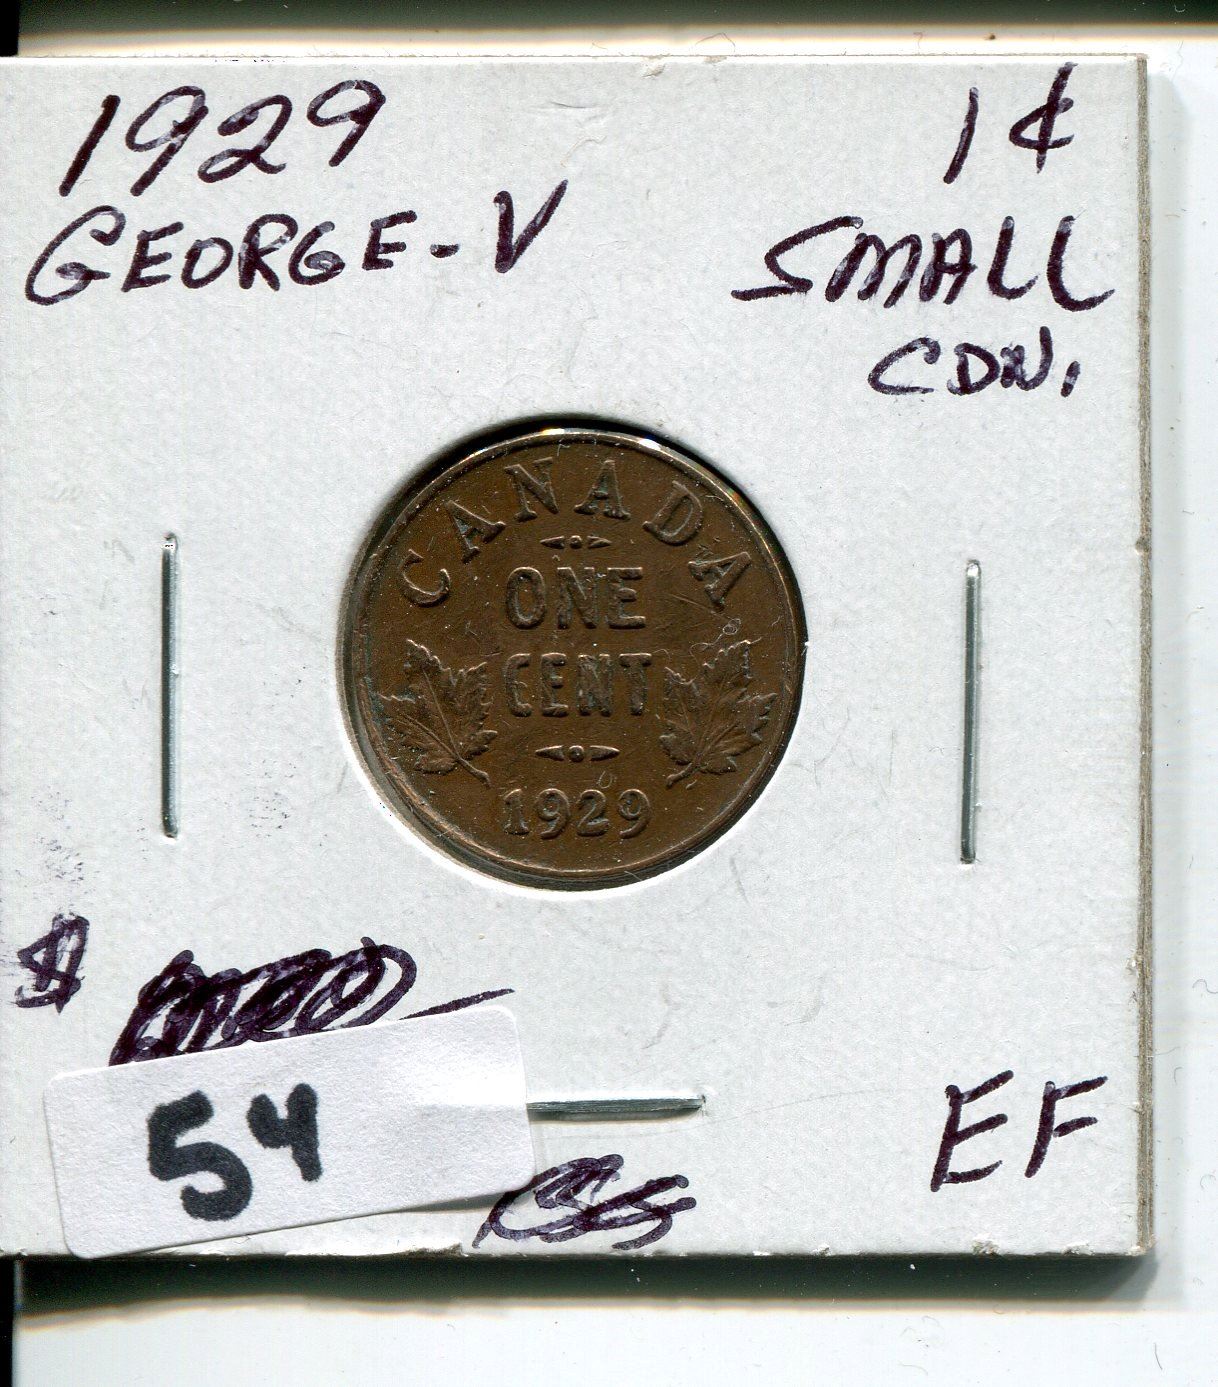 1929
1¢
GEORGE-V
SMALL
CDN.
CANADA
ONE
CENT
1929
$
54
EF